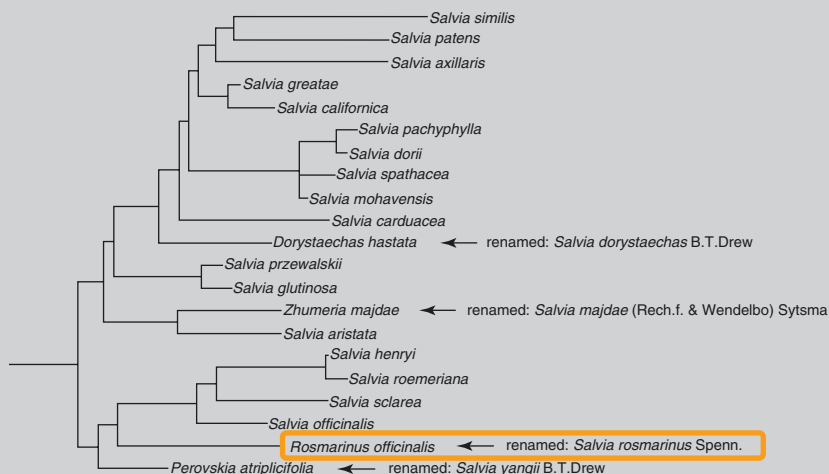 Salvia similis
Salvia patens
Salvia axillaris
Salvia greatae
Salvia californica
Salvia pachyphylla
Salvia dorii
Salvia spathacea
Salvia mohavensis
Salvia carduacea
Dorystaechas hastata renamed: Salvia dorystaechas B.T.Drew
Salvia przewalskii
Salvia glutinosa
Zhumeria majdae renamed: Salvia majdae (Rech.f. & Wendelbo) Sytsma
Salvia aristata
Salvia henryi
Salvia roemeriana
Salvia sclarea
Salvia officinalis
Rosmarinus officinalis renamed: Salvia rosmarinus Spenn.
Perovskia atriplicifolia renamed: Salvia yangii B.T.Drew